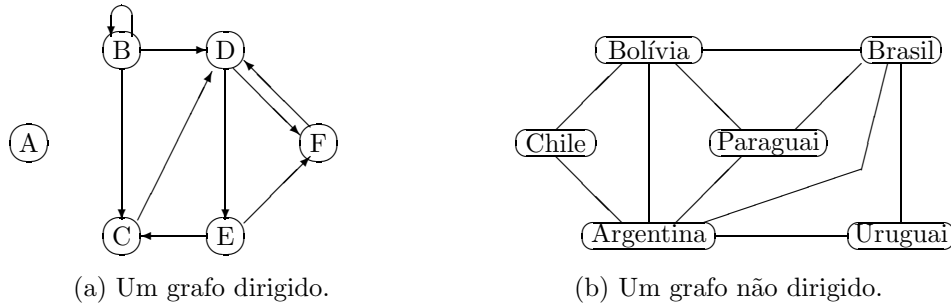 B
D
Bolívia
Brasil
A
F
Chile
Paraguai
C
E
Argentina
Uruguai
(a) Um grafo dirigido.
(b) Um grafo não dirigido.